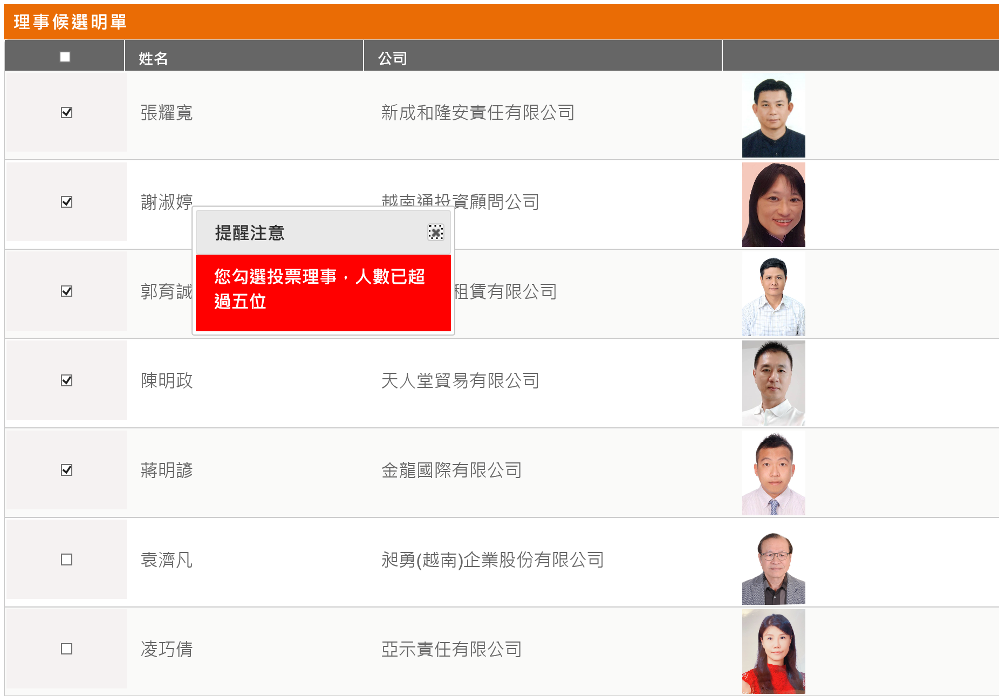 理事候選明單
姓名 公司
張耀寬 新成和隆安責任有限公司
謝淑婷 越南通投資顧問公司
提醒注意
您勾選投票理事，人數已超
過五位
郭育誠 租賃有限公司
陳明政 天人堂貿易有限公司
蔣明諺 金龍國際有限公司
袁濟凡 昶勇(越南)企業股份有限公司
凌巧倩 亞示責任有限公司